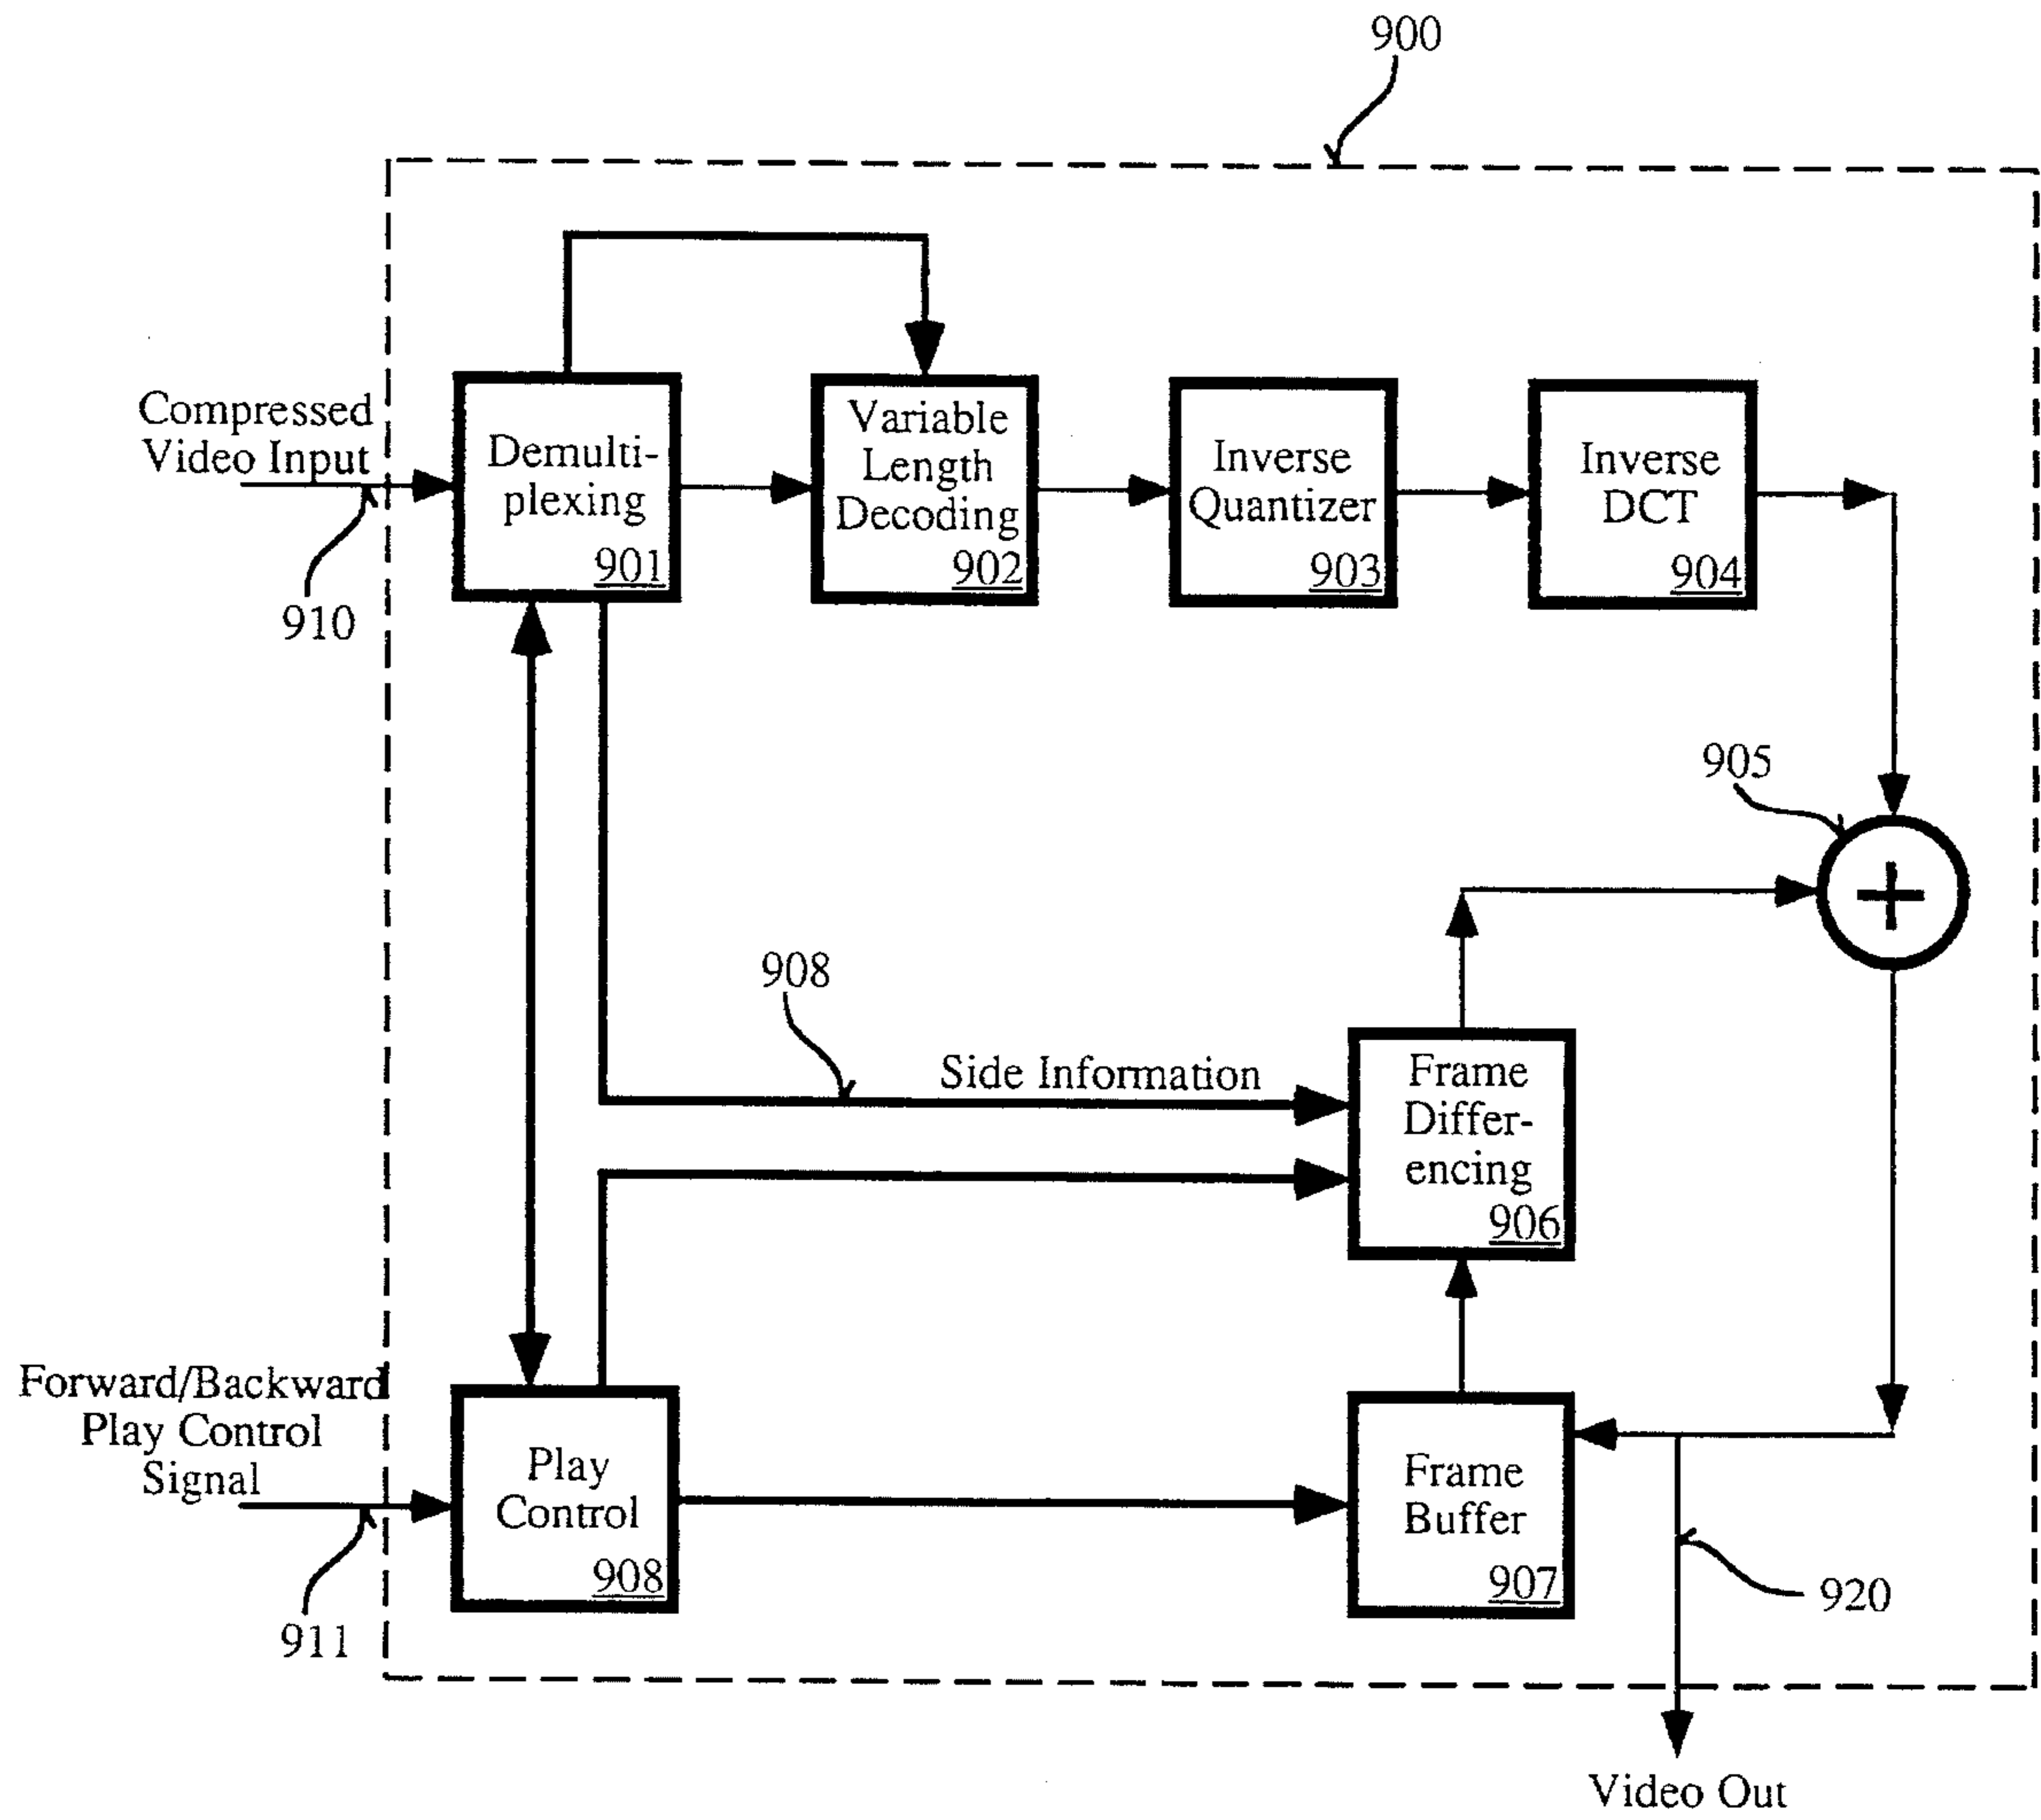 900
Compressed
Video Input
910
Demulti-
plexing
901
Variable
Length
Decoding
902
Inverse
Quantizer
903
Inverse
DCT
904
905
+
908
Side Information
Frame
Differ-
encing
906
Forward/Backward
Play Control
Signal
911
Play
Control
908
Frame
Buffer
907
920
Video Out